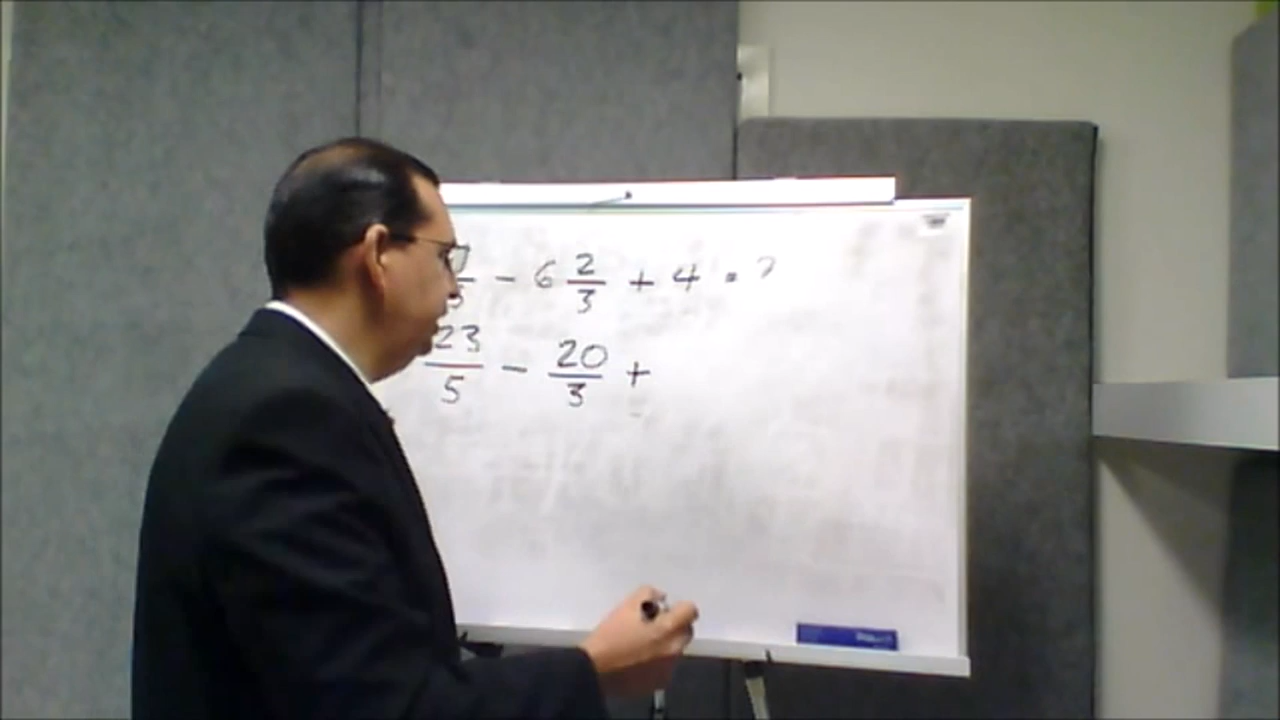 - 6 2/3 + 4 = ?
23/5 - 20/3 +